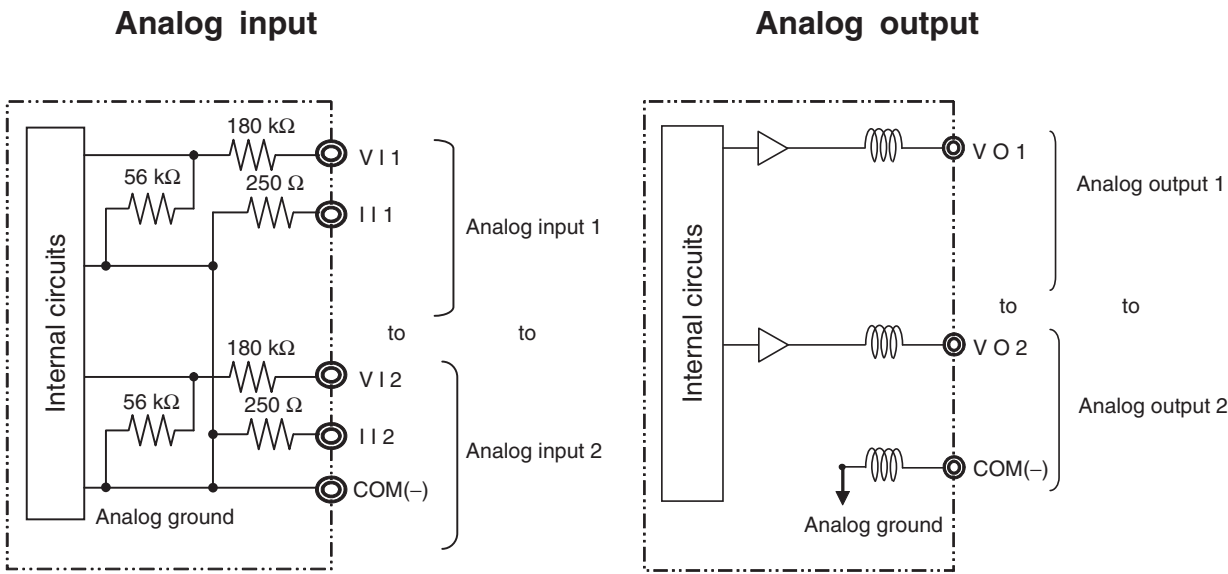 Analog input
Analog output
Internal circuits
180 kΩ
V I 1
56 kΩ
250 Ω
I I 1
Analog input 1
to
to
180 kΩ
V I 2
56 kΩ
250 Ω
I I 2
Analog input 2
COM(−)
Analog ground
Internal circuits
V O 1
Analog output 1
to
to
V O 2
Analog output 2
COM(−)
Analog ground